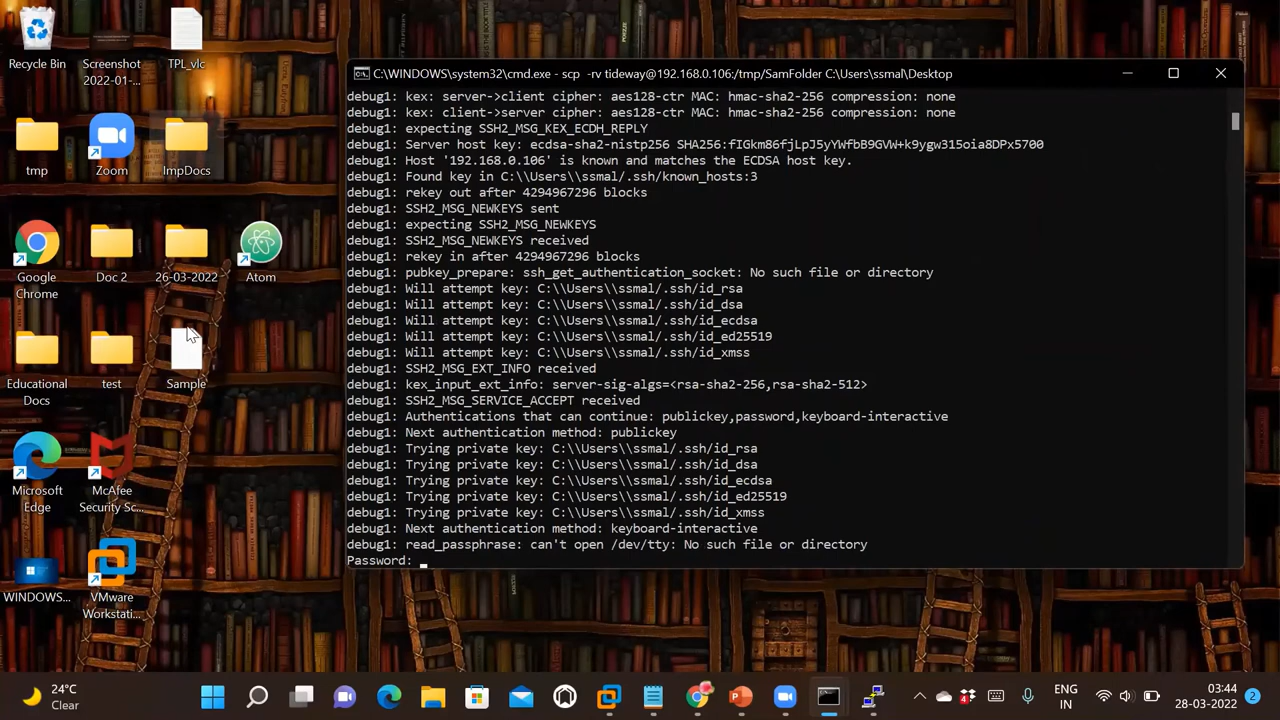 Recycle Bin
Screenshot
2022-01-...
TPL_vlc
tmp
Zoom
ImpDocs
Google
Chrome
Doc 2
26-03-2022
Atom
Educational
Docs
test
Sample
Microsoft
Edge
McAfee
Security Sc...
WINDOWS...
VMware
Workstati...
C:\WINDOWS\system32\cmd.exe - scp  -rv tideway@192.168.0.106:/tmp/SamFolder C:\Users\ssmal\Desktop
debug1: kex: server->client cipher: aes128-ctr MAC: hmac-sha2-256 compression: none
debug1: kex: client->server cipher: aes128-ctr MAC: hmac-sha2-256 compression: none
debug1: expecting SSH2_MSG_KEX_ECDH_REPLY
debug1: Server host key: ecdsa-sha2-nistp256 SHA256:fIGkm86fjLpJ5yYWfbB9GVW+k9ygw315oia8DPx5700
debug1: Host '192.168.0.106' is known and matches the ECDSA host key.
debug1: Found key in C:\\Users\\ssmal/.ssh/known_hosts:3
debug1: rekey out after 4294967296 blocks
debug1: SSH2_MSG_NEWKEYS sent
debug1: expecting SSH2_MSG_NEWKEYS
debug1: SSH2_MSG_NEWKEYS received
debug1: rekey in after 4294967296 blocks
debug1: pubkey_prepare: ssh_get_authentication_socket: No such file or directory
debug1: Will attempt key: C:\\Users\\ssmal/.ssh/id_rsa
debug1: Will attempt key: C:\\Users\\ssmal/.ssh/id_dsa
debug1: Will attempt key: C:\\Users\\ssmal/.ssh/id_ecdsa
debug1: Will attempt key: C:\\Users\\ssmal/.ssh/id_ed25519
debug1: Will attempt key: C:\\Users\\ssmal/.ssh/id_xmss
debug1: SSH2_MSG_EXT_INFO received
debug1: kex_input_ext_info: server-sig-algs=<rsa-sha2-256,rsa-sha2-512>
debug1: SSH2_MSG_SERVICE_ACCEPT received
debug1: Authentications that can continue: publickey,password,keyboard-interactive
debug1: Next authentication method: publickey
debug1: Trying private key: C:\\Users\\ssmal/.ssh/id_rsa
debug1: Trying private key: C:\\Users\\ssmal/.ssh/id_dsa
debug1: Trying private key: C:\\Users\\ssmal/.ssh/id_ecdsa
debug1: Trying private key: C:\\Users\\ssmal/.ssh/id_ed25519
debug1: Trying private key: C:\\Users\\ssmal/.ssh/id_xmss
debug1: Next authentication method: keyboard-interactive
debug1: read_passphrase: can't open /dev/tty: No such file or directory
Password:
24°C
Clear
4
ENG
IN
03:44
28-03-2022
2